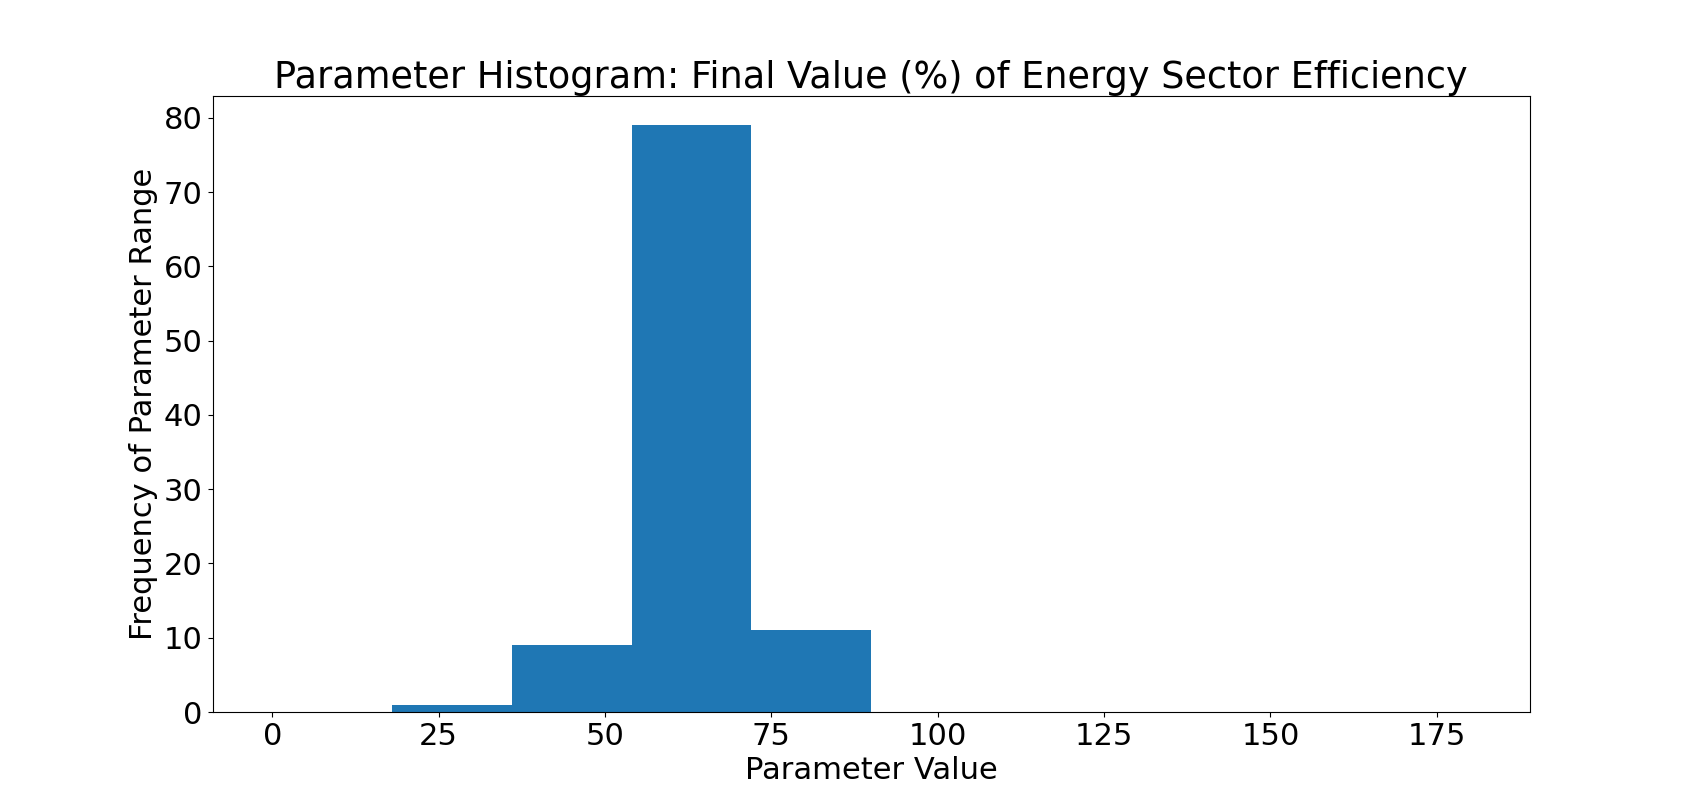 Parameter Histogram: Final Value (%) of Energy Sector Efficiency
Frequency of Parameter Range
80
70
60
50
40
30
20
10
0
0 25 50 75 100 125 150 175
Parameter Value